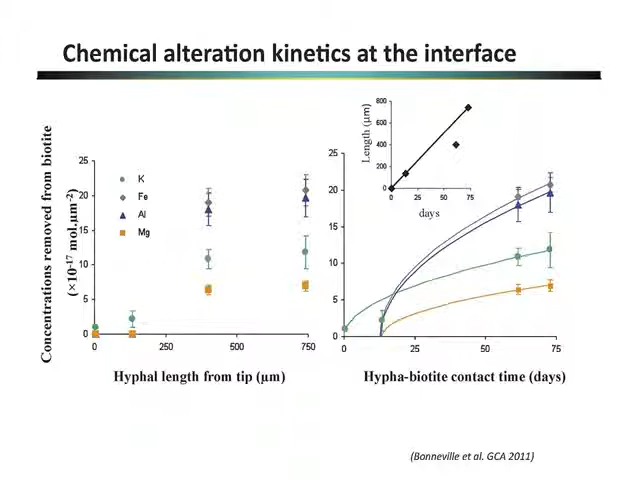 Chemical alteration kinetics at the interface
Concentrations removed from biotite
(×10⁻¹⁷ mol.µm⁻²)
25
20
15
10
5
0
K
Fe
Al
Mg
0
250
500
750
Hyphal length from tip (µm)
Length (µm)
800
600
400
200
0
0
25
50
75
days
25
20
15
10
5
0
0
25
50
75
Hypha-biotite contact time (days)
(Bonneville et al. GCA 2011)